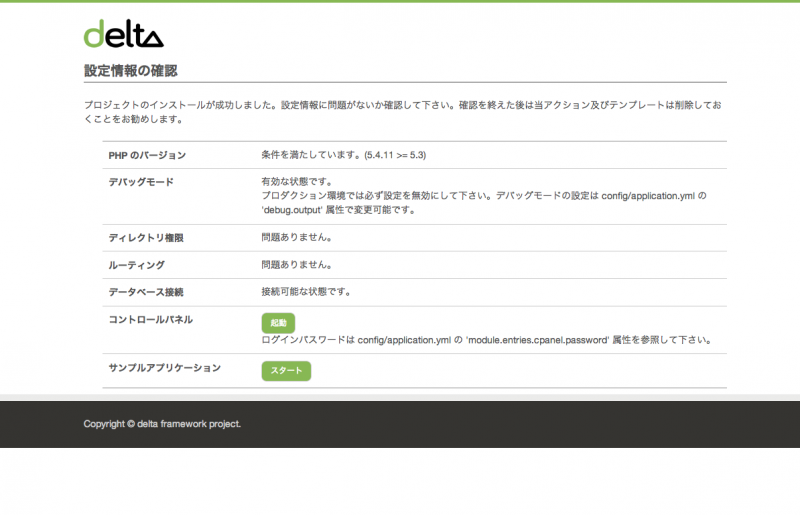 delta
設定情報の確認
プロジェクトのインストールが成功しました。設定情報に問題がないか確認して下さい。確認を終えた後は当アクション及びテンプレートは削除してお
くことをお勧めします。
PHP のバージョン 条件を満たしています。(5.4.11 >= 5.3)
デバッグモード 有効な状態です。
プロダクション環境では必ず設定を無効にして下さい。デバッグモードの設定は config/application.yml の
'debug.output' 属性で変更可能です。
ディレクトリ権限 問題ありません。
ルーティング 問題ありません。
データベース接続 接続可能な状態です。
コントロールパネル 起動
ログインパスワードは config/application.yml の 'module.entries.cpanel.password' 属性を参照して下さい。
サンプルアプリケーション スタート
Copyright © delta framework project.